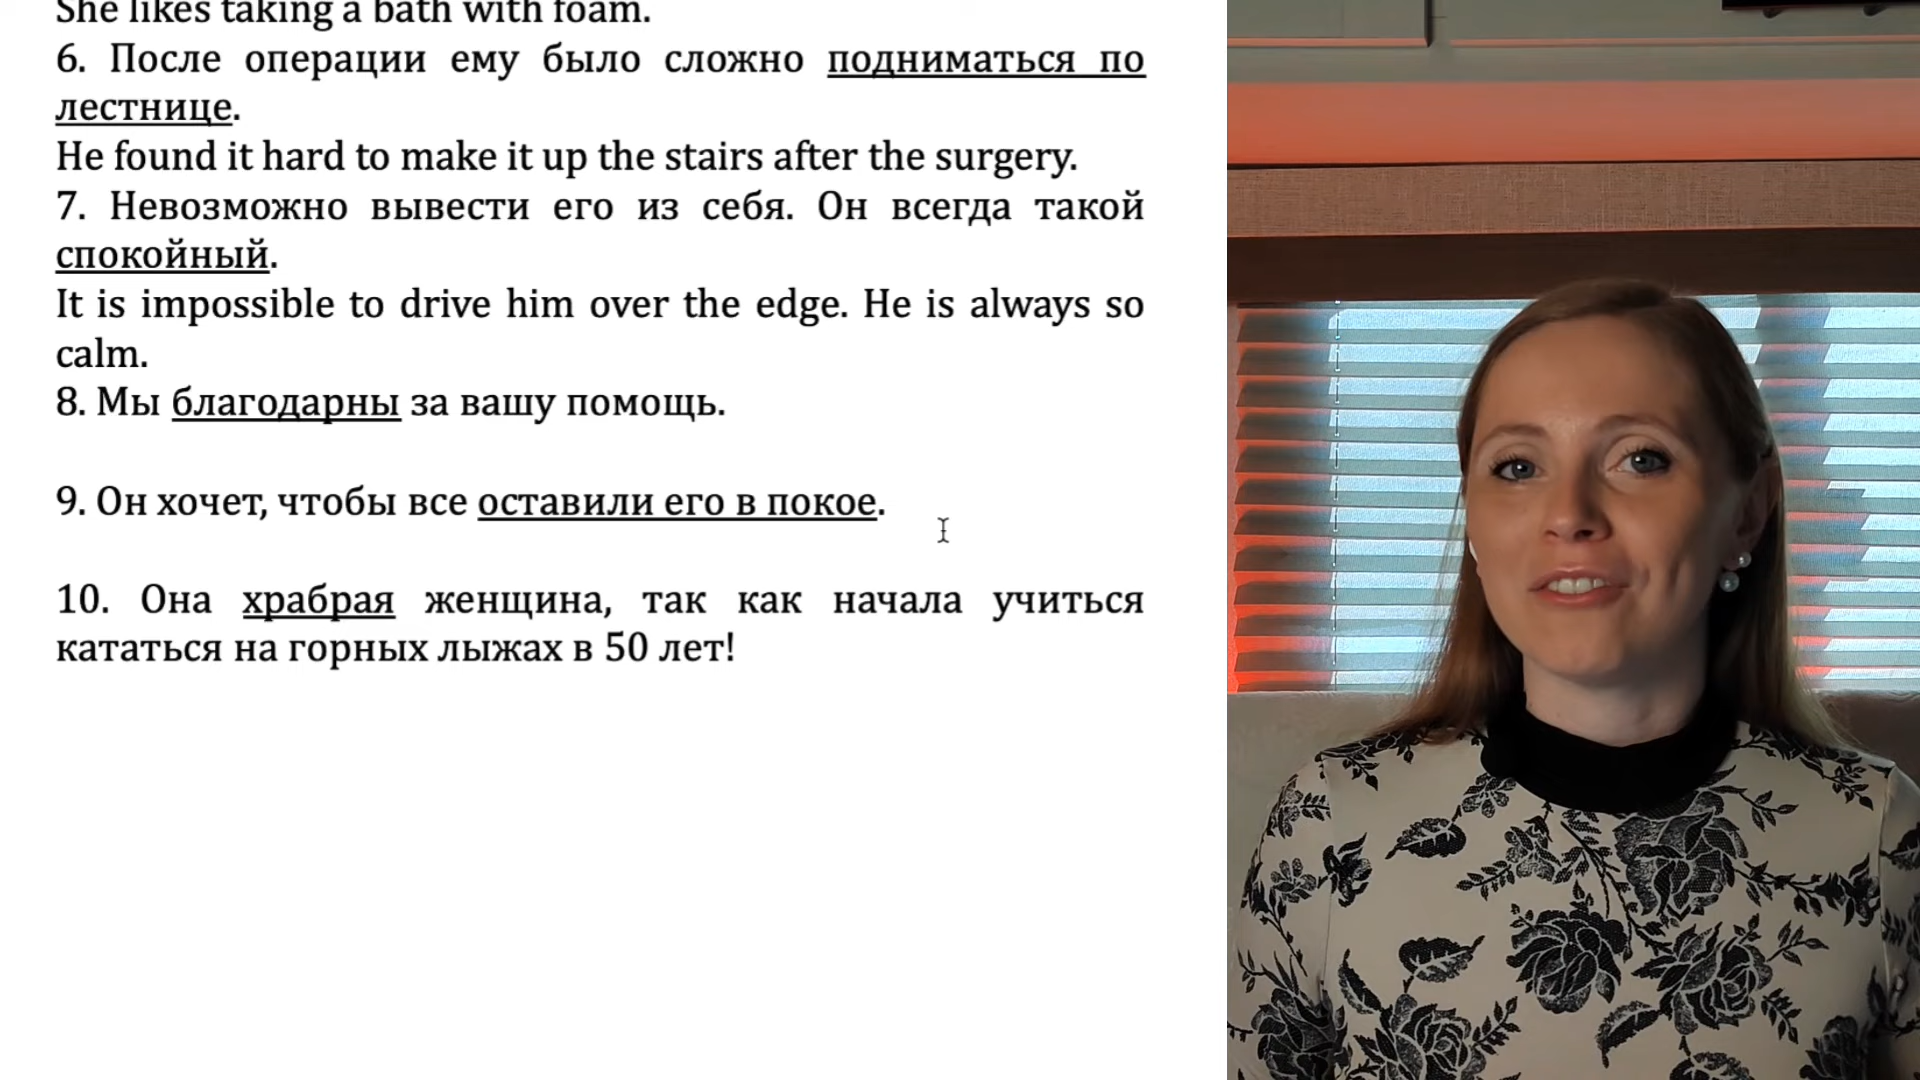 She likes taking a bath with foam.
6. После операции ему было сложно подниматься по
лестнице.
He found it hard to make it up the stairs after the surgery.
7. Невозможно вывести его из себя. Он всегда такой
спокойный.
It is impossible to drive him over the edge. He is always so
calm.
8. Мы благодарны за вашу помощь.
9. Он хочет, чтобы все оставили его в покое.
10. Она храбрая женщина, так как начала учиться
кататься на горных лыжах в 50 лет!